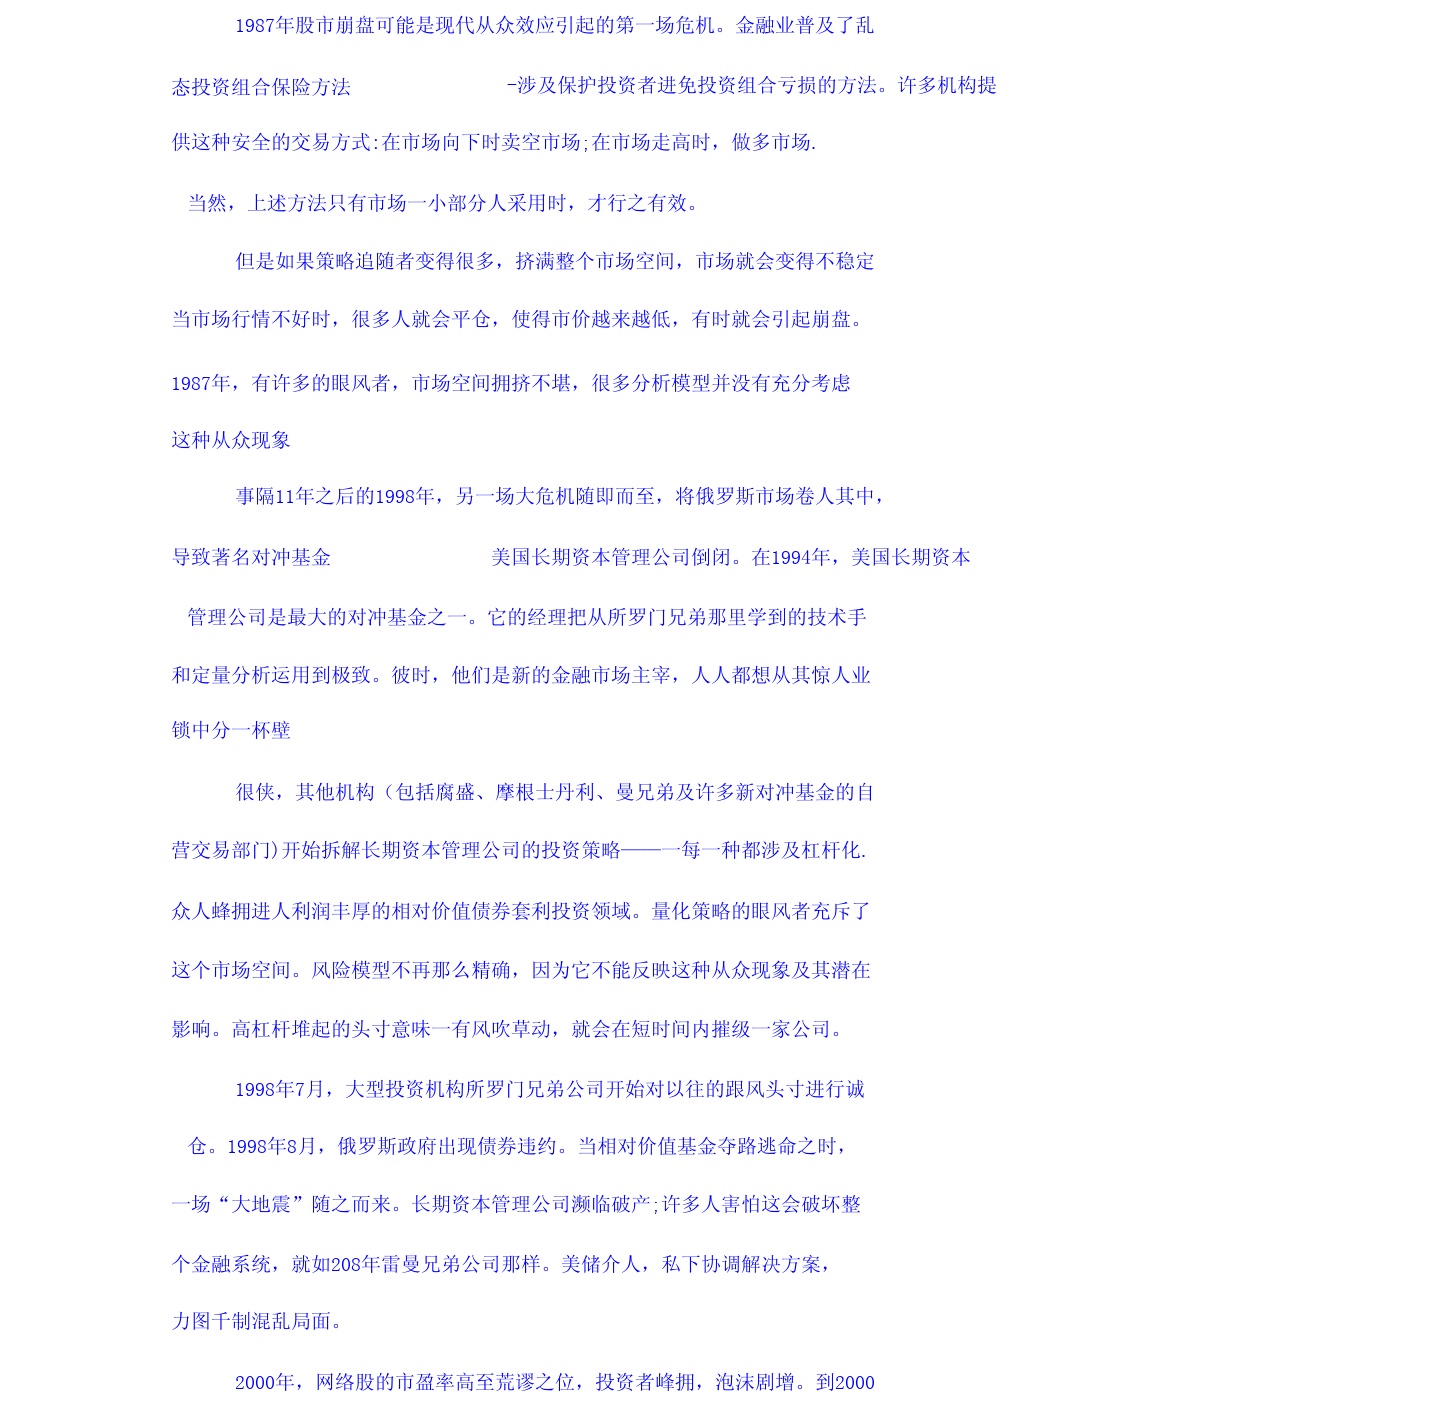 1987年股市崩盘可能是现代从众效应引起的第一场危机。金融业普及了乱
态投资组合保险方法 -涉及保护投资者进免投资组合亏损的方法。许多机构提
供这种安全的交易方式:在市场向下时卖空市场;在市场走高时，做多市场.
当然，上述方法只有市场一小部分人采用时，才行之有效。
但是如果策略追随者变得很多，挤满整个市场空间，市场就会变得不稳定
当市场行情不好时，很多人就会平仓，使得市价越来越低，有时就会引起崩盘。
1987年，有许多的眼风者，市场空间拥挤不堪，很多分析模型并没有充分考虑
这种从众现象
事隔11年之后的1998年，另一场大危机随即而至，将俄罗斯市场卷人其中，
导致著名对冲基金 美国长期资本管理公司倒闭。在1994年，美国长期资本
管理公司是最大的对冲基金之一。它的经理把从所罗门兄弟那里学到的技术手
和定量分析运用到极致。彼时，他们是新的金融市场主宰，人人都想从其惊人业
锁中分一杯壁
很侠，其他机构（包括腐盛、摩根士丹利、曼兄弟及许多新对冲基金的自
营交易部门)开始拆解长期资本管理公司的投资策略——一每一种都涉及杠杆化.
众人蜂拥进人利润丰厚的相对价值债券套利投资领域。量化策略的眼风者充斥了
这个市场空间。风险模型不再那么精确，因为它不能反映这种从众现象及其潜在
影响。高杠杆堆起的头寸意味一有风吹草动，就会在短时间内摧级一家公司。
1998年7月，大型投资机构所罗门兄弟公司开始对以往的跟风头寸进行诚
仓。1998年8月，俄罗斯政府出现债券违约。当相对价值基金夺路逃命之时，
一场“大地震”随之而来。长期资本管理公司濒临破产;许多人害怕这会破坏整
个金融系统，就如208年雷曼兄弟公司那样。美储介人，私下协调解决方案，
力图千制混乱局面。
2000年，网络股的市盈率高至荒谬之位，投资者峰拥，泡沫剧增。到2000